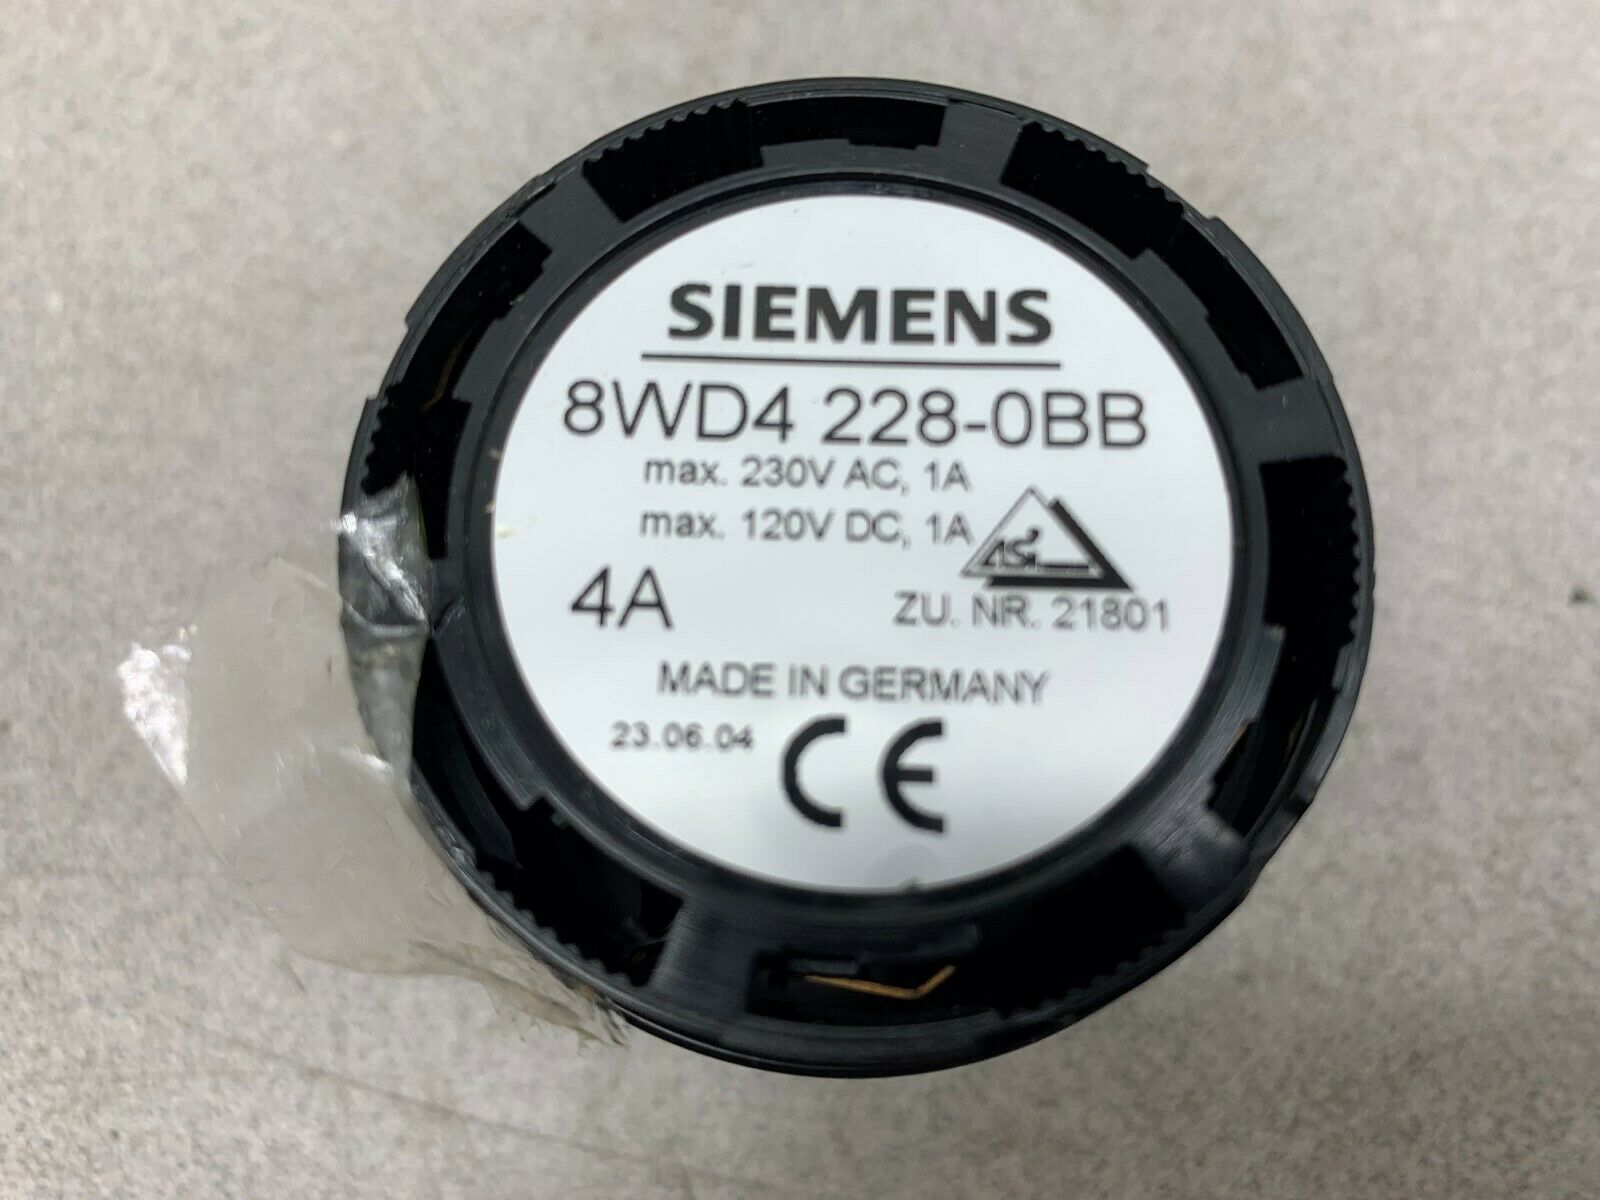 SIEMENS
8WD4 228-0BB
max. 230V AC, 1A
max. 120V DC, 1A
ASi
4A
ZU. NR. 21801
MADE IN GERMANY
23.06.04
CE